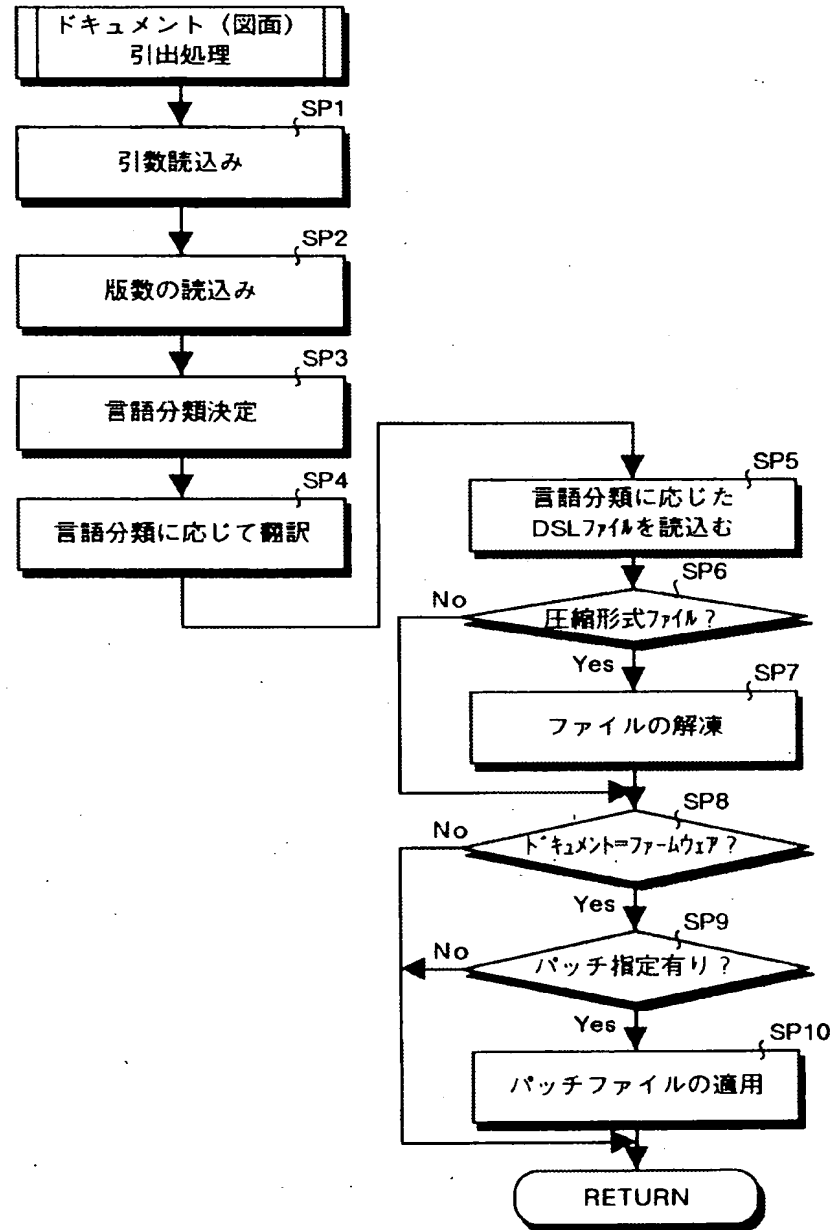 ドキュメント(図面)
引出処理
SP1
引数読込み
SP2
版数の読込み
SP3
言語分類決定
SP4
言語分類に応じて翻訳
SP5
言語分類に応じた
DSLファイルを読込む
SP6
圧縮形式ファイル?
No
Yes
SP7
ファイルの解凍
SP8
ドキュメント=ファームウェア?
No
Yes
SP9
パッチ指定有り?
No
Yes
SP10
パッチファイルの適用
RETURN